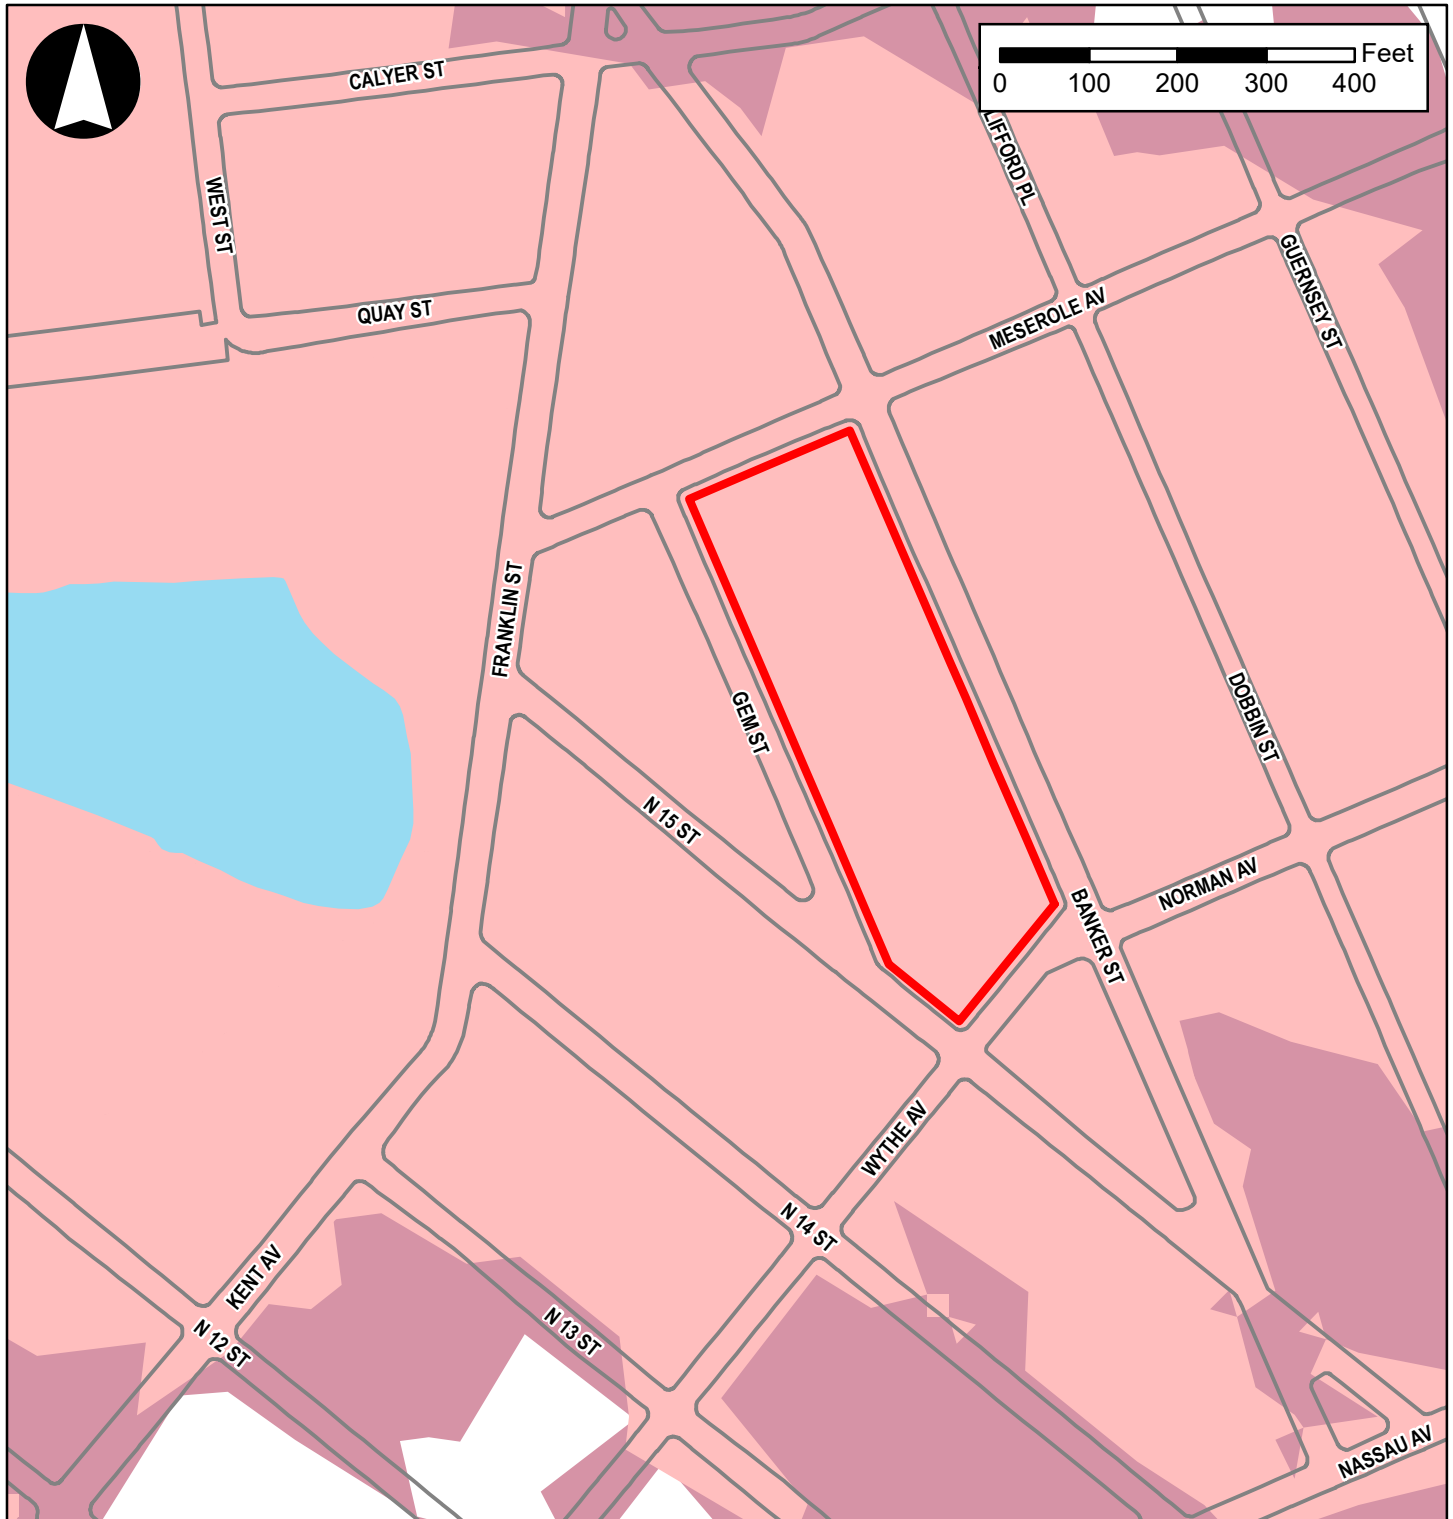 CALYER ST
Feet
0 100 200 300 400
LIFFORD PL
WEST ST
GUERNSEY ST
QUAY ST
MESEROLE AV
FRANKLIN ST
GEM ST
DOBBIN ST
N 15 ST
NORMAN AV
BANKER ST
WYTHE AV
N 14 ST
KENT AV
N 13 ST
N 12 ST
NASSAU AV